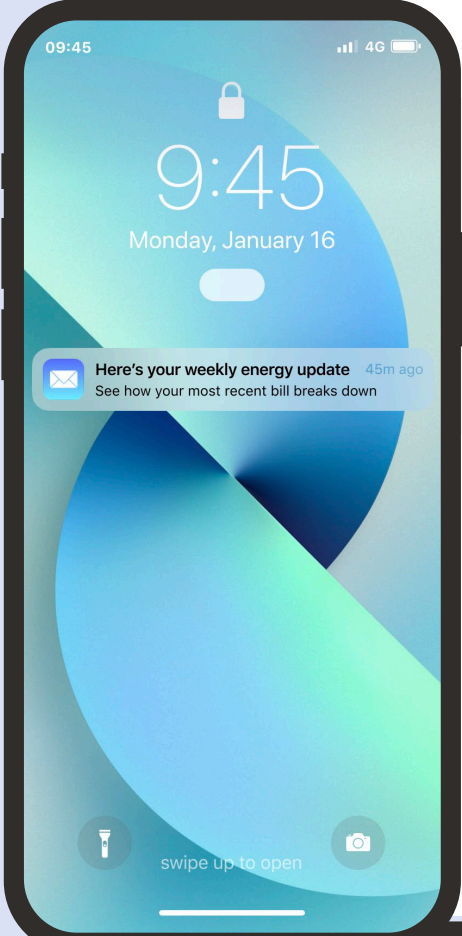 09:45
4G
9:45
Monday, January 16
Here's your weekly energy update 45m ago
See how your most recent bill breaks down
swipe up to open